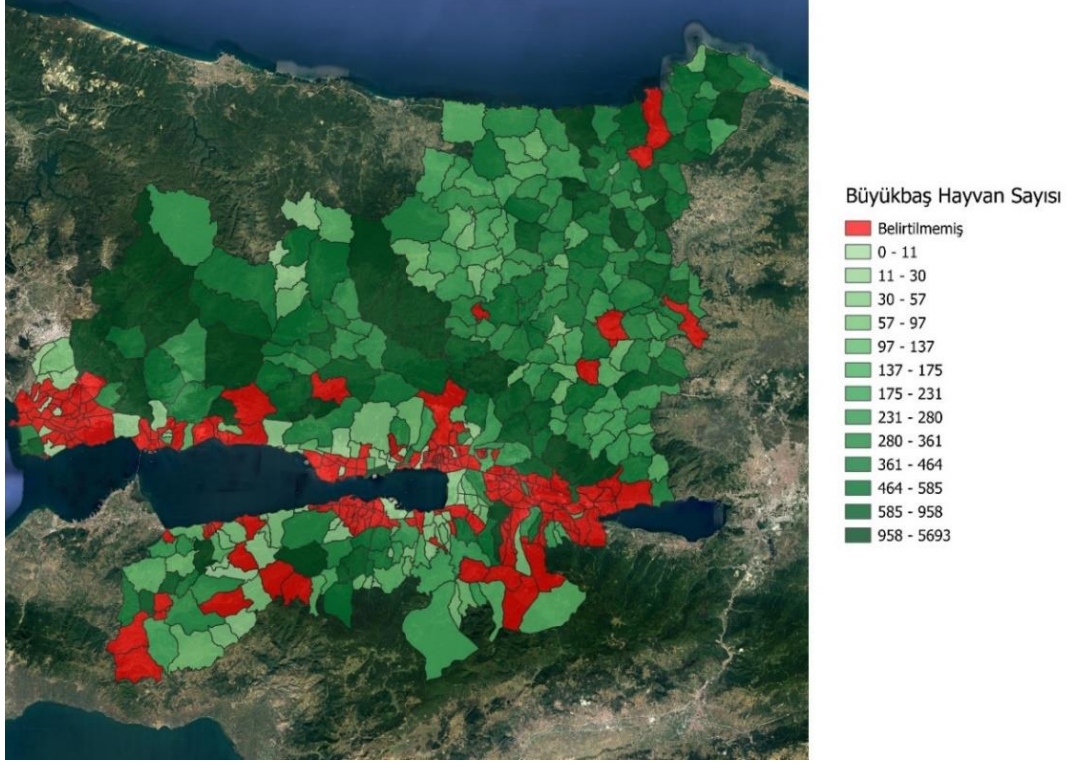 Büyükbaş Hayvan Sayısı
Belirtilmemiş
0 - 11
11 - 30
30 - 57
57 - 97
97 - 137
137 - 175
175 - 231
231 - 280
280 - 361
361 - 464
464 - 585
585 - 958
958 - 5693